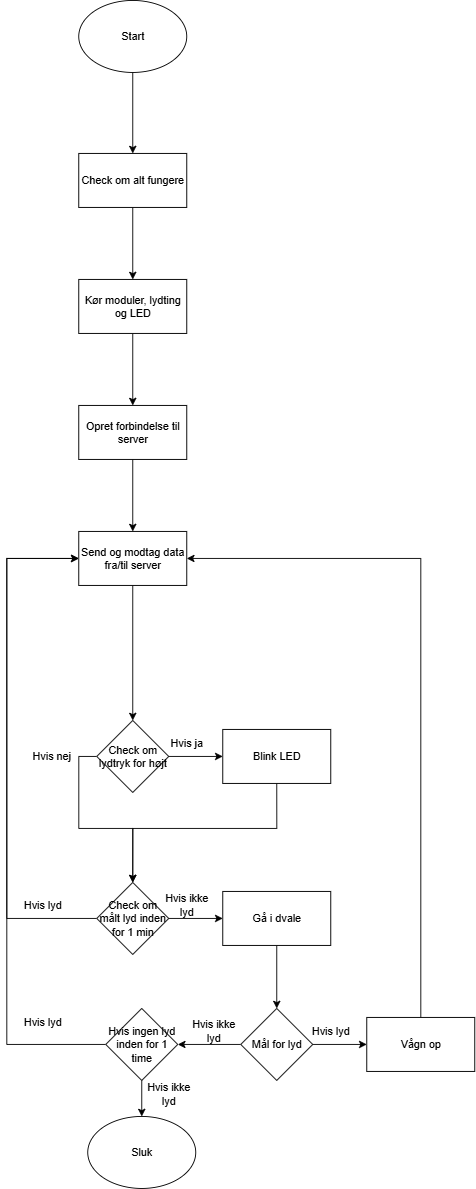 Start
Check om alt fungere
Kør moduler, lydting
og LED
Opret forbindelse til
server
Send og modtag data
fra/til server
Hvis nej
Check om
lydtryk for højt
Hvis ja
Blink LED
Hvis lyd
Check om
målt lyd inden
for 1 min
Hvis ikke
lyd
Gå i dvale
Hvis lyd
Hvis ingen lyd
inden for 1
time
Hvis ikke
lyd
Mål for lyd
Hvis lyd
Vågn op
Hvis ikke
lyd
Sluk